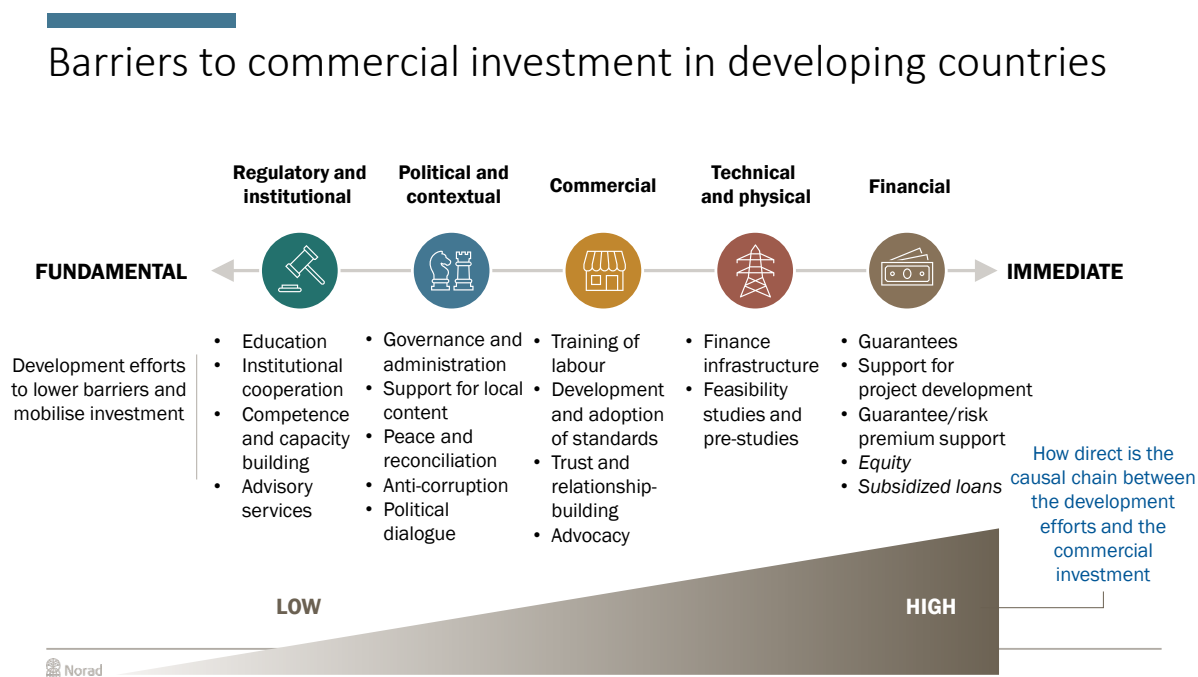 Barriers to commercial investment in developing countries
Regulatory and
institutional
Political and
contextual
Commercial
Technical
and physical
Financial
FUNDAMENTAL
IMMEDIATE
Development efforts
to lower barriers and
mobilise investment
• Education
• Institutional
cooperation
• Competence
and capacity
building
• Advisory
services
• Governance and
administration
• Support for local
content
• Peace and
reconciliation
• Anti-corruption
• Political
dialogue
• Training of
labour
• Development
and adoption
of standards
• Trust and
relationship-
building
• Advocacy
• Finance
infrastructure
• Feasibility
studies and
pre-studies
• Guarantees
• Support for
project development
• Guarantee/risk
premium support
• Equity
• Subsidized loans
How direct is the
causal chain between
the development
efforts and the
commercial
investment
LOW
HIGH
Norad